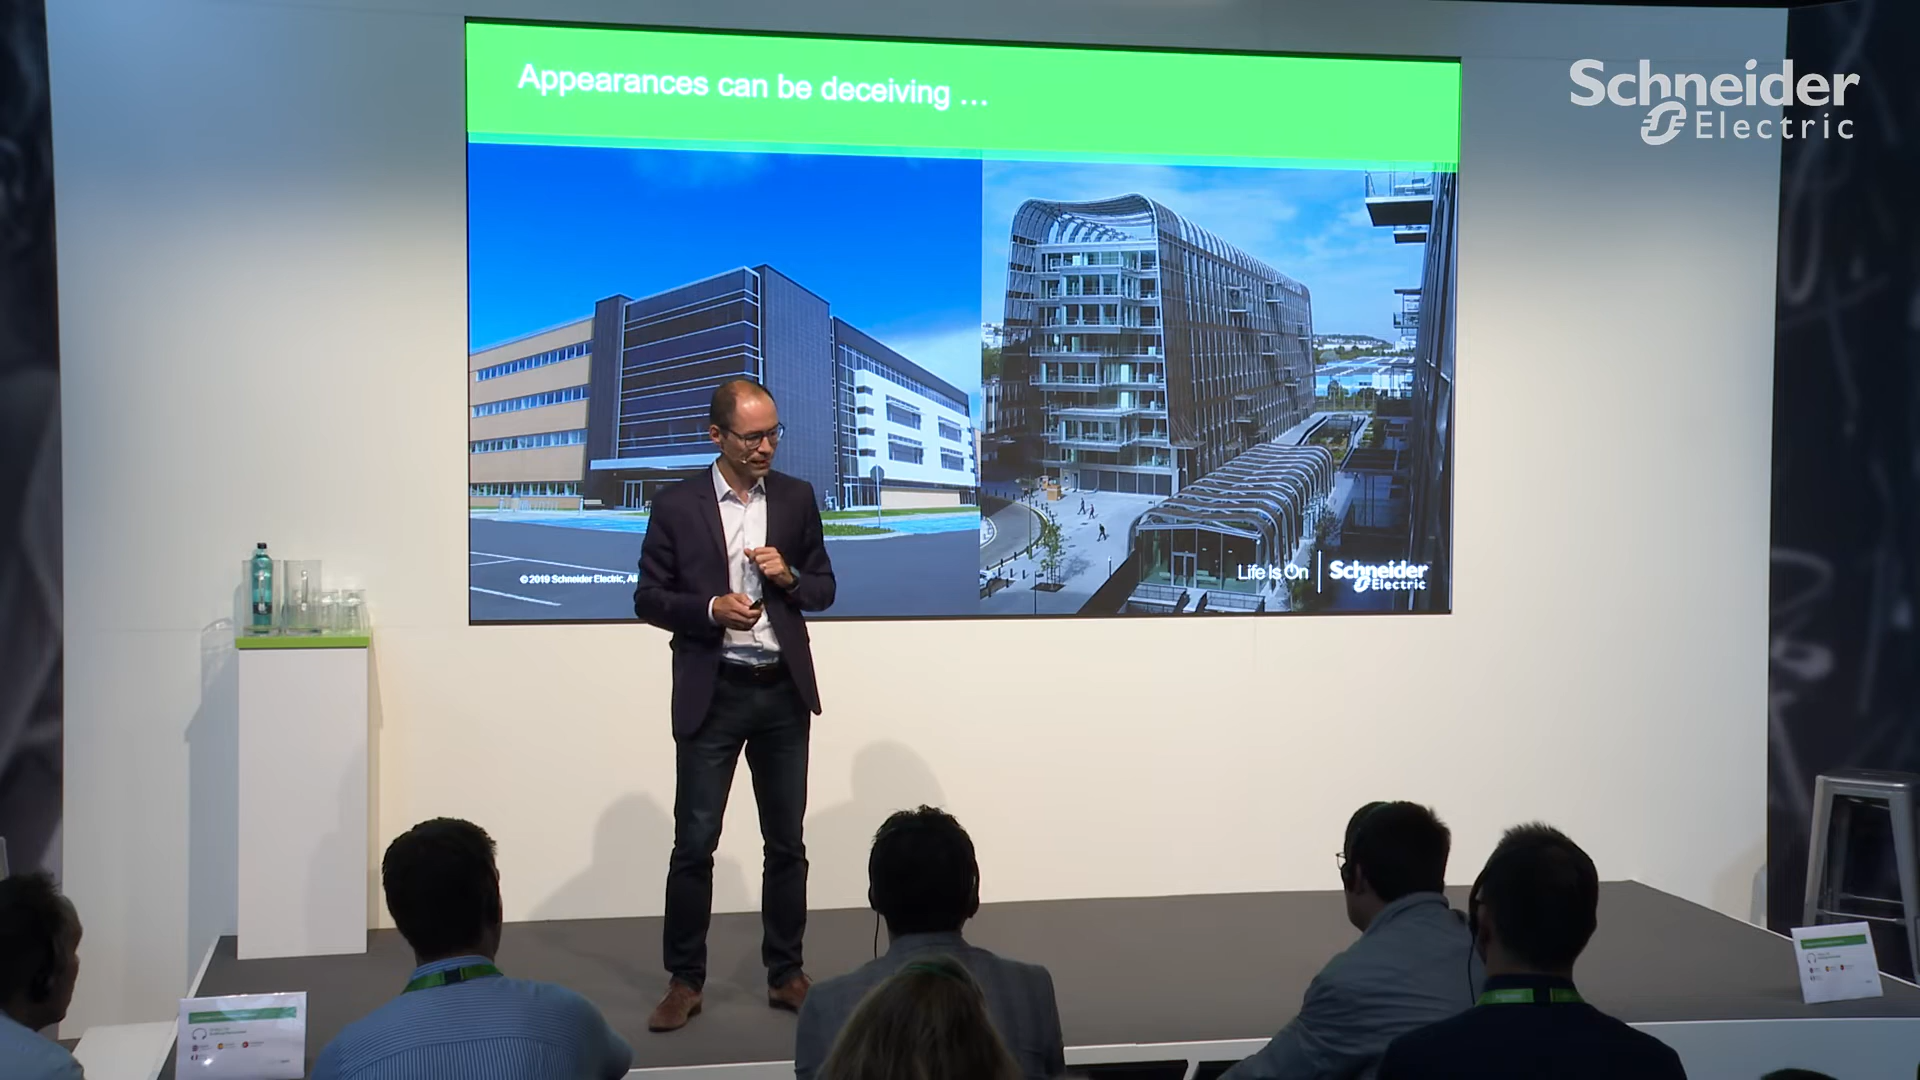 Appearances can be deceiving ...
Schneider
Electric
© 2019 Schneider Electric, All
Life Is On
Schneider
Electric